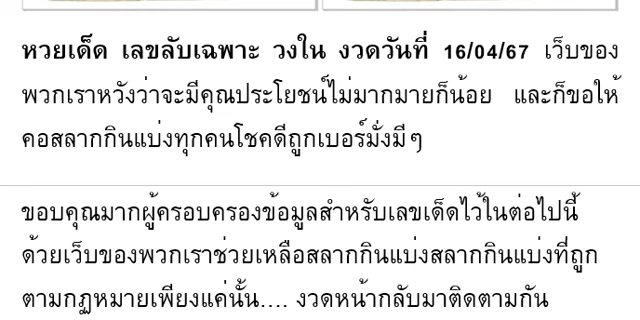 หวยเด็ด เลขลับเฉพาะ วงใน งวดวันที่ 16/04/67 เว็บของ
พวกเราหวังว่าจะมีคุณประโยชน์ไม่มากมายก็น้อย และก็ขอให้
คอสลากกินแบ่งทุกคนโชคดีถูกเบอร์มั่งมีๆ
ขอบคุณมากผู้ครอบครองข้อมูลสำหรับเลขเด็ดไว้ในต่อไปนี้
ด้วยเว็บของพวกเราช่วยเหลือสลากกินแบ่งสลากกินแบ่งที่ถูก
ตามกฏหมายเพียงแค่นั้น.... งวดหน้ากลับมาติดตามกัน